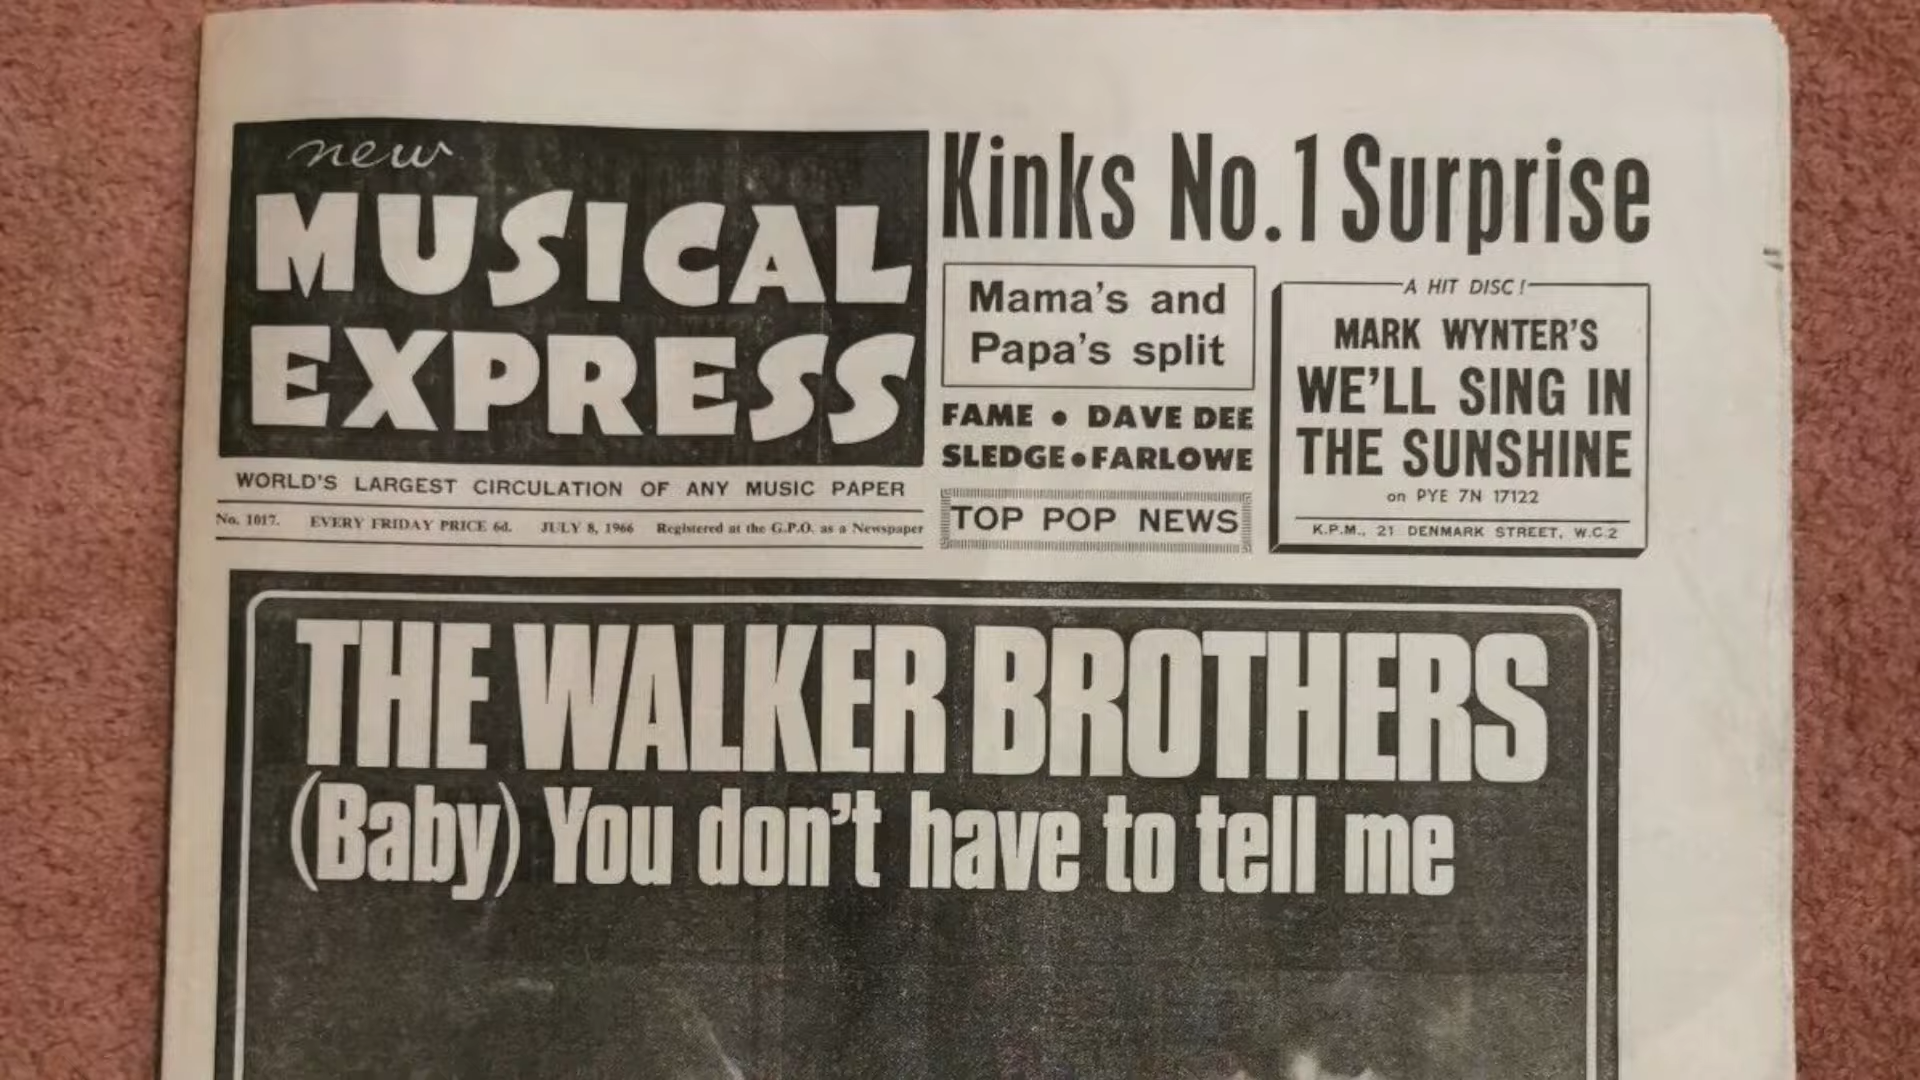 new
MUSICAL
EXPRESS
WORLD'S LARGEST CIRCULATION OF ANY MUSIC PAPER
No. 1017. EVERY FRIDAY PRICE 6d. JULY 8, 1966 Registered at the G.P.O. as a Newspaper
Kinks No. 1 Surprise
Mama's and
Papa's split
FAME • DAVE DEE
SLEDGE • FARLOWE
TOP POP NEWS
A HIT DISC!
MARK WYNTER'S
WE'LL SING IN
THE SUNSHINE
on PYE 7N 17122
K.P.M., 21 DENMARK STREET, W.C.2
THE WALKER BROTHERS
(Baby) You don't have to tell me